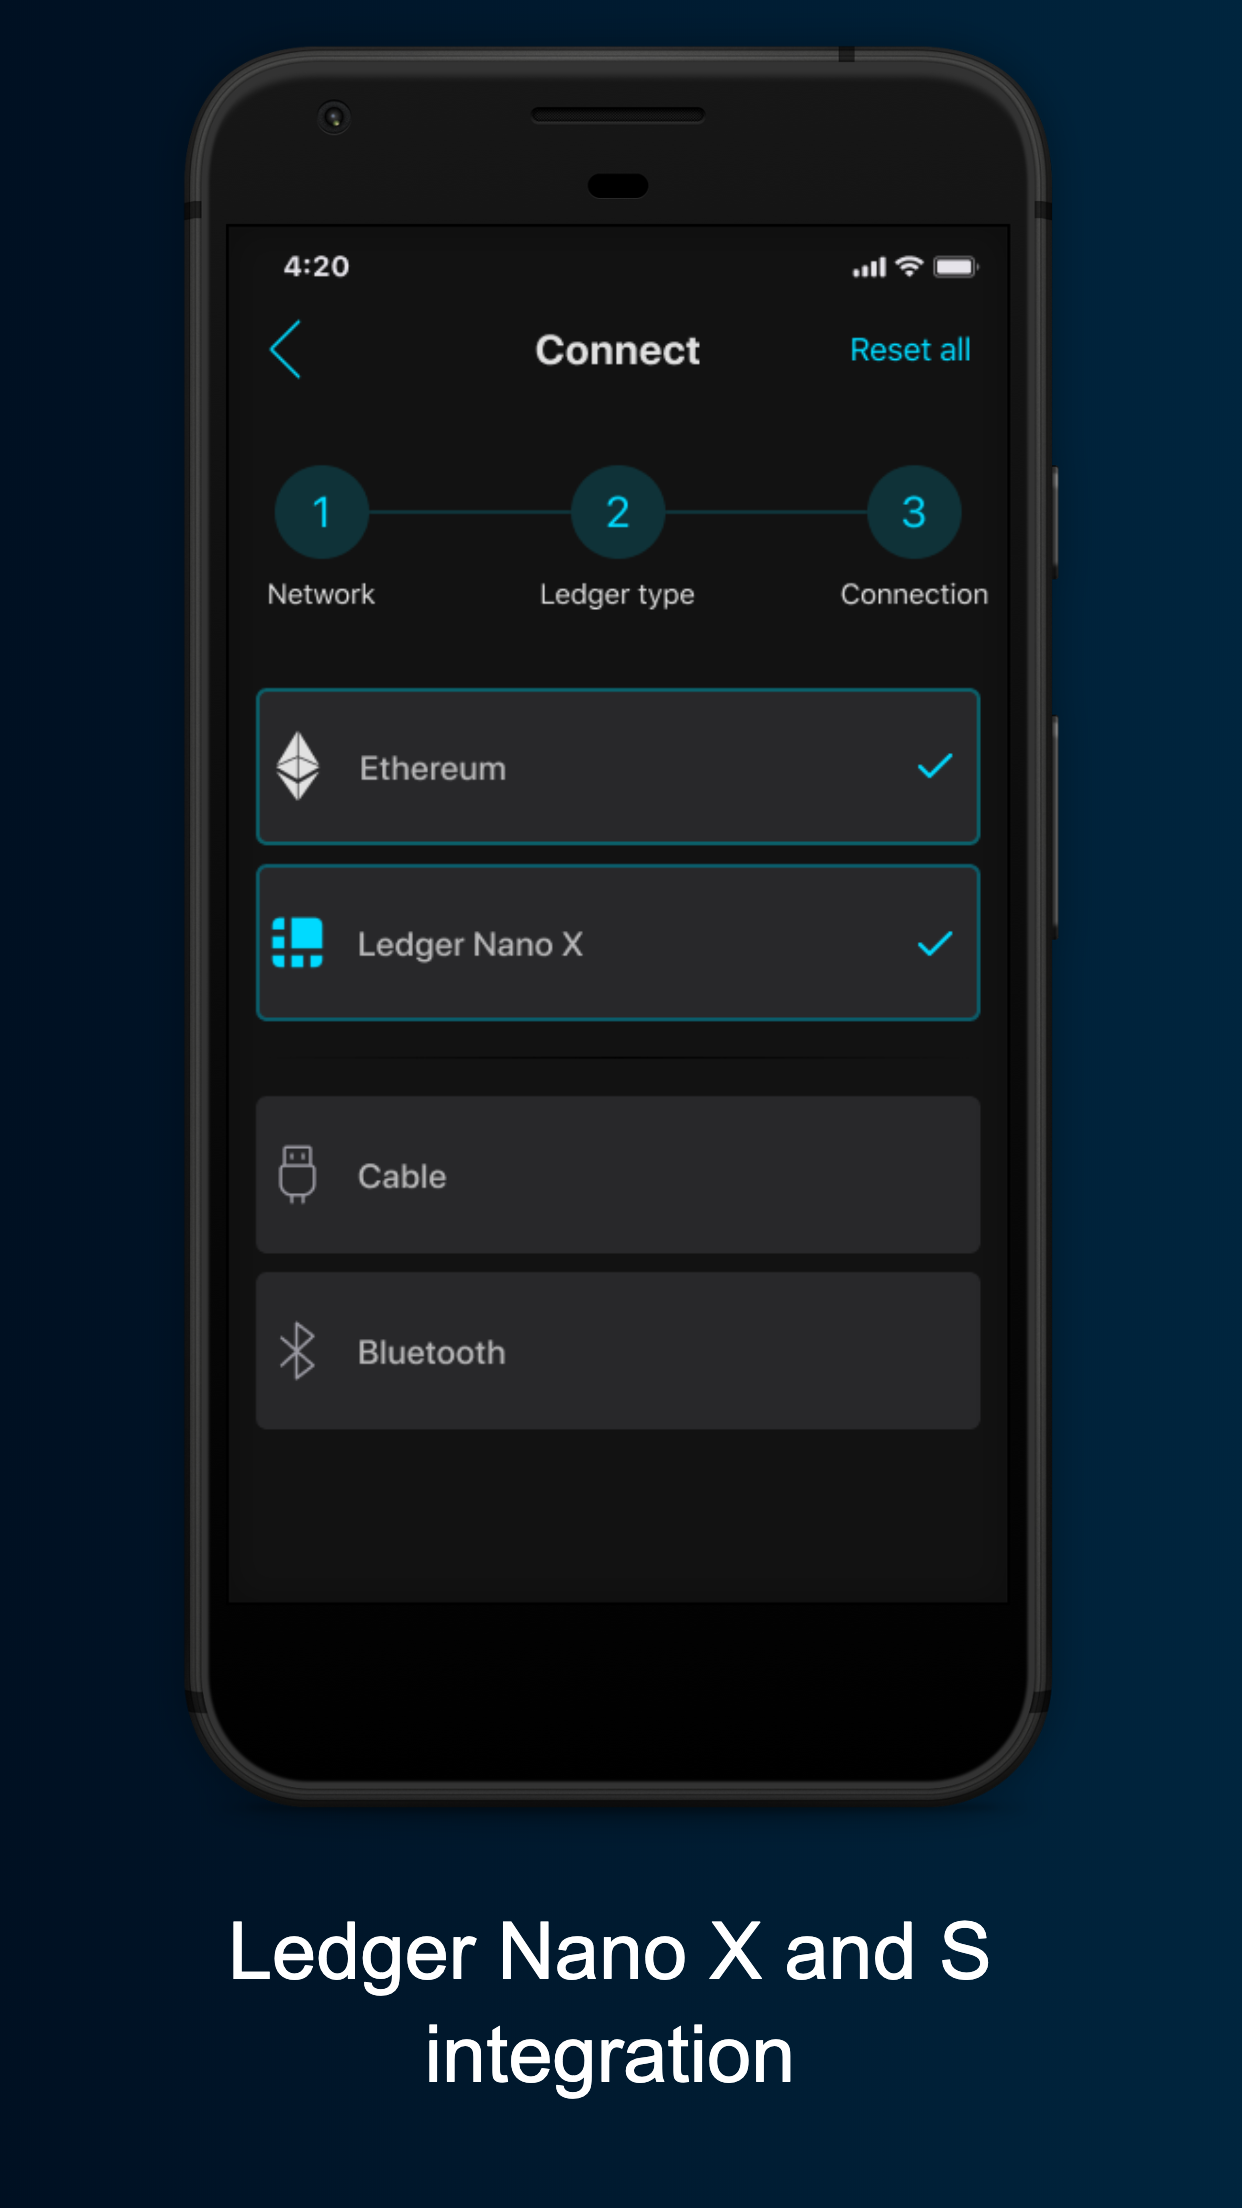 4:20
Connect
Reset all
1
2
3
Network
Ledger type
Connection
Ethereum
Ledger Nano X
Cable
Bluetooth
Ledger Nano X and S
integration